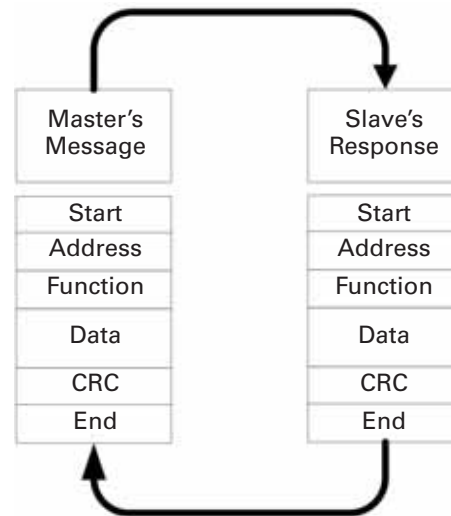 Master's
Message
Start
Address
Function
Data
CRC
End
Slave's
Response
Start
Address
Function
Data
CRC
End